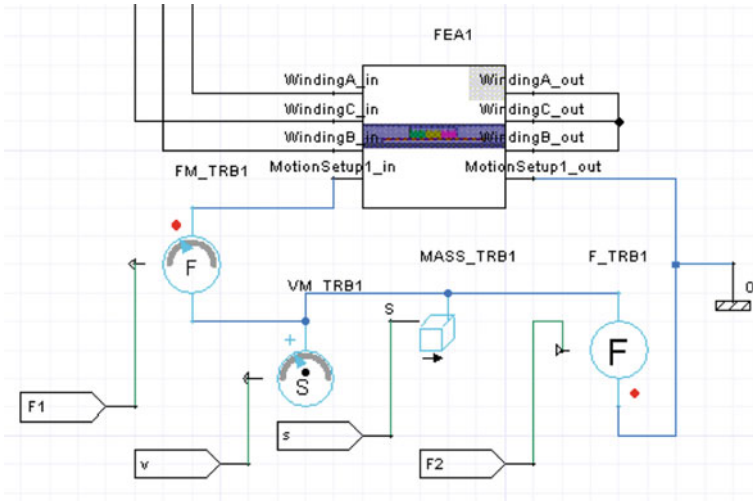 FEA1
WindingA_in WindingA_out
WindingC_in WindingC_out
WindingB_in WindingB_out
MotionSetup1_in MotionSetup1_out
FM_TRB1
MASS_TRB1 F_TRB1
F
VM_TRB1
0
S
F
+
S
F1
s
v
F2